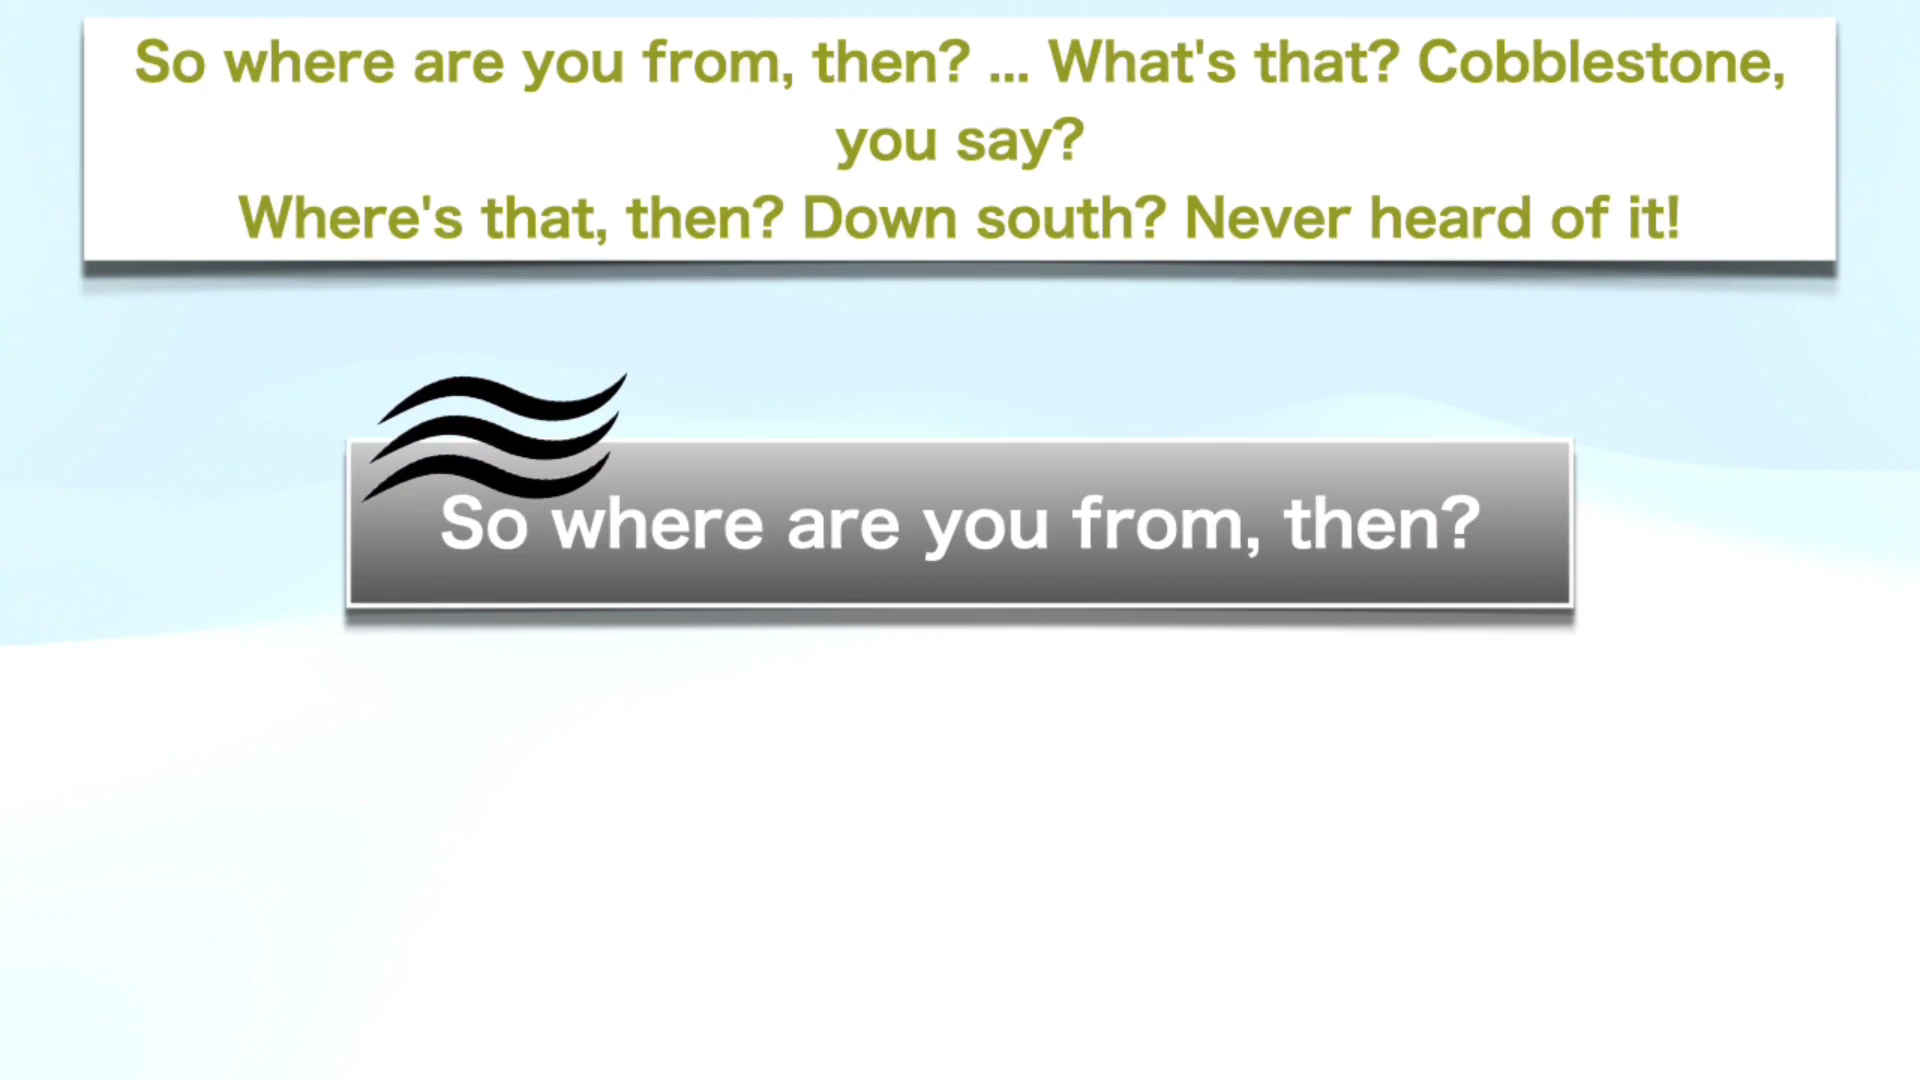 So where are you from, then? ... What's that? Cobblestone,
you say?
Where's that, then? Down south? Never heard of it!
So where are you from, then?